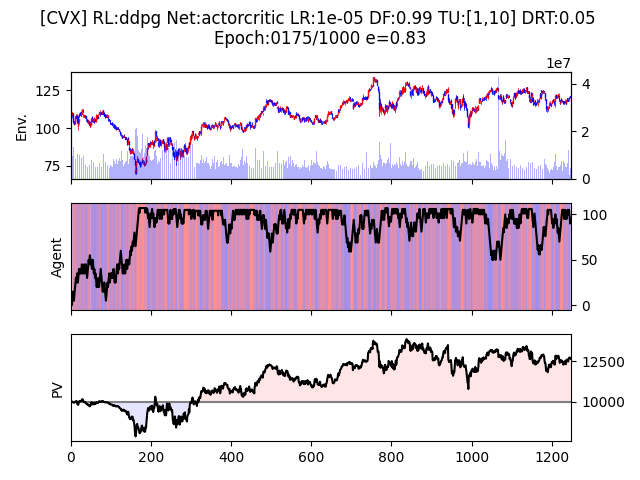 [CVX] RL:ddpg Net:actorcritic LR:1e-05 DF:0.99 TU:[1,10] DRT:0.05
Epoch:0175/1000 e=0.83
1e7
125
100
75
Env.
4
2
0
Agent
100
50
0
PV
12500
10000
0 200 400 600 800 1000 1200